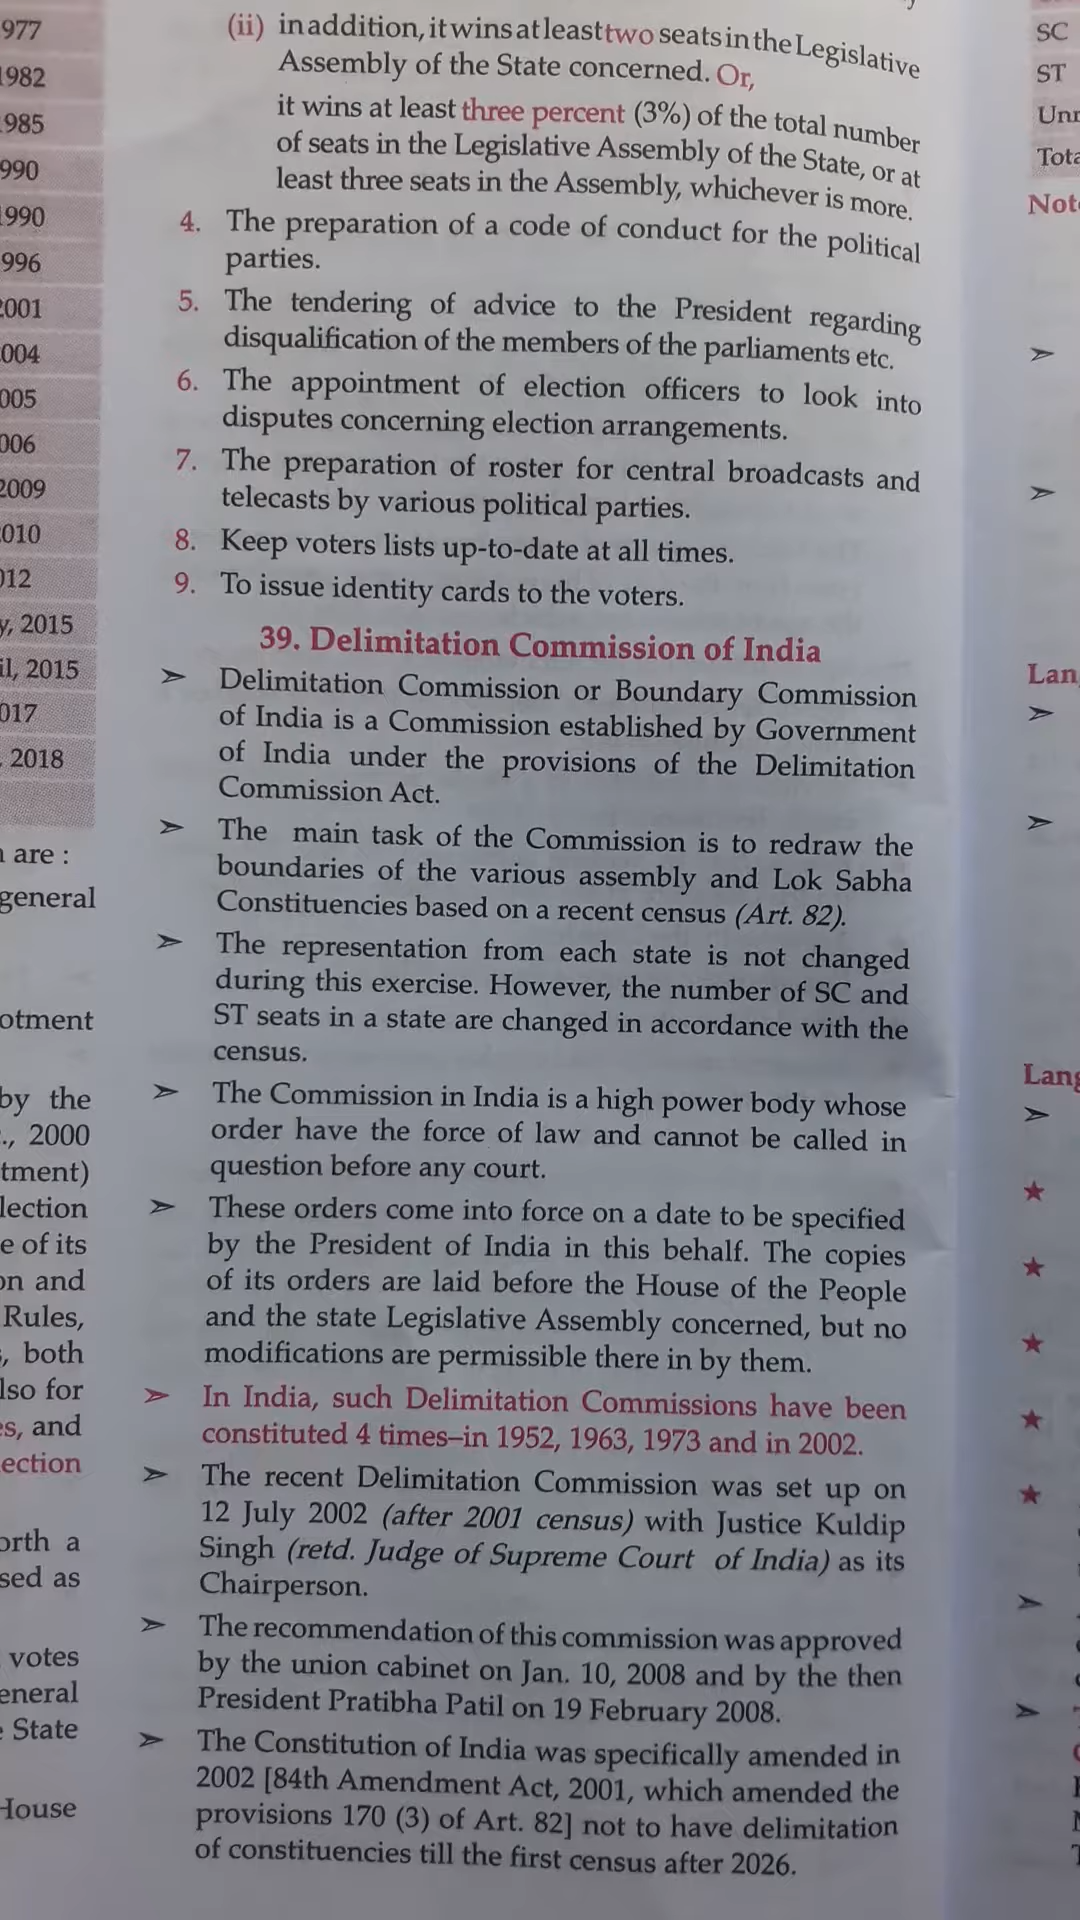 977
1982
985
990
1990
996
2001
004
005
006
2009
010
012
y, 2015
il, 2015
017
2018
are :
general
otment
by the
., 2000
tment)
lection
e of its
on and
Rules,
, both
lso for
es, and
ection
orth a
sed as
votes
eneral
State
House
(ii) in addition, it wins at least two seats in the Legislative
Assembly of the State concerned. Or,
it wins at least three percent (3%) of the total number
of seats in the Legislative Assembly of the State, or at
least three seats in the Assembly, whichever is more.
4. The preparation of a code of conduct for the political
parties.
5. The tendering of advice to the President regarding
disqualification of the members of the parliaments etc.
6. The appointment of election officers to look into
disputes concerning election arrangements.
7. The preparation of roster for central broadcasts and
telecasts by various political parties.
8. Keep voters lists up-to-date at all times.
9. To issue identity cards to the voters.
39. Delimitation Commission of India
➢ Delimitation Commission or Boundary Commission
of India is a Commission established by Government
of India under the provisions of the Delimitation
Commission Act.
➢ The main task of the Commission is to redraw the
boundaries of the various assembly and Lok Sabha
Constituencies based on a recent census (Art. 82).
➢ The representation from each state is not changed
during this exercise. However, the number of SC and
ST seats in a state are changed in accordance with the
census.
➢ The Commission in India is a high power body whose
order have the force of law and cannot be called in
question before any court.
➢ These orders come into force on a date to be specified
by the President of India in this behalf. The copies
of its orders are laid before the House of the People
and the state Legislative Assembly concerned, but no
modifications are permissible there in by them.
➢ In India, such Delimitation Commissions have been
constituted 4 times–in 1952, 1963, 1973 and in 2002.
➢ The recent Delimitation Commission was set up on
12 July 2002 (after 2001 census) with Justice Kuldip
Singh (retd. Judge of Supreme Court of India) as its
Chairperson.
➢ The recommendation of this commission was approved
by the union cabinet on Jan. 10, 2008 and by the then
President Pratibha Patil on 19 February 2008.
➢ The Constitution of India was specifically amended in
2002 [84th Amendment Act, 2001, which amended the
provisions 170 (3) of Art. 82] not to have delimitation
of constituencies till the first census after 2026.
SC
ST
Unr
Tota
Not
Lan
Lang